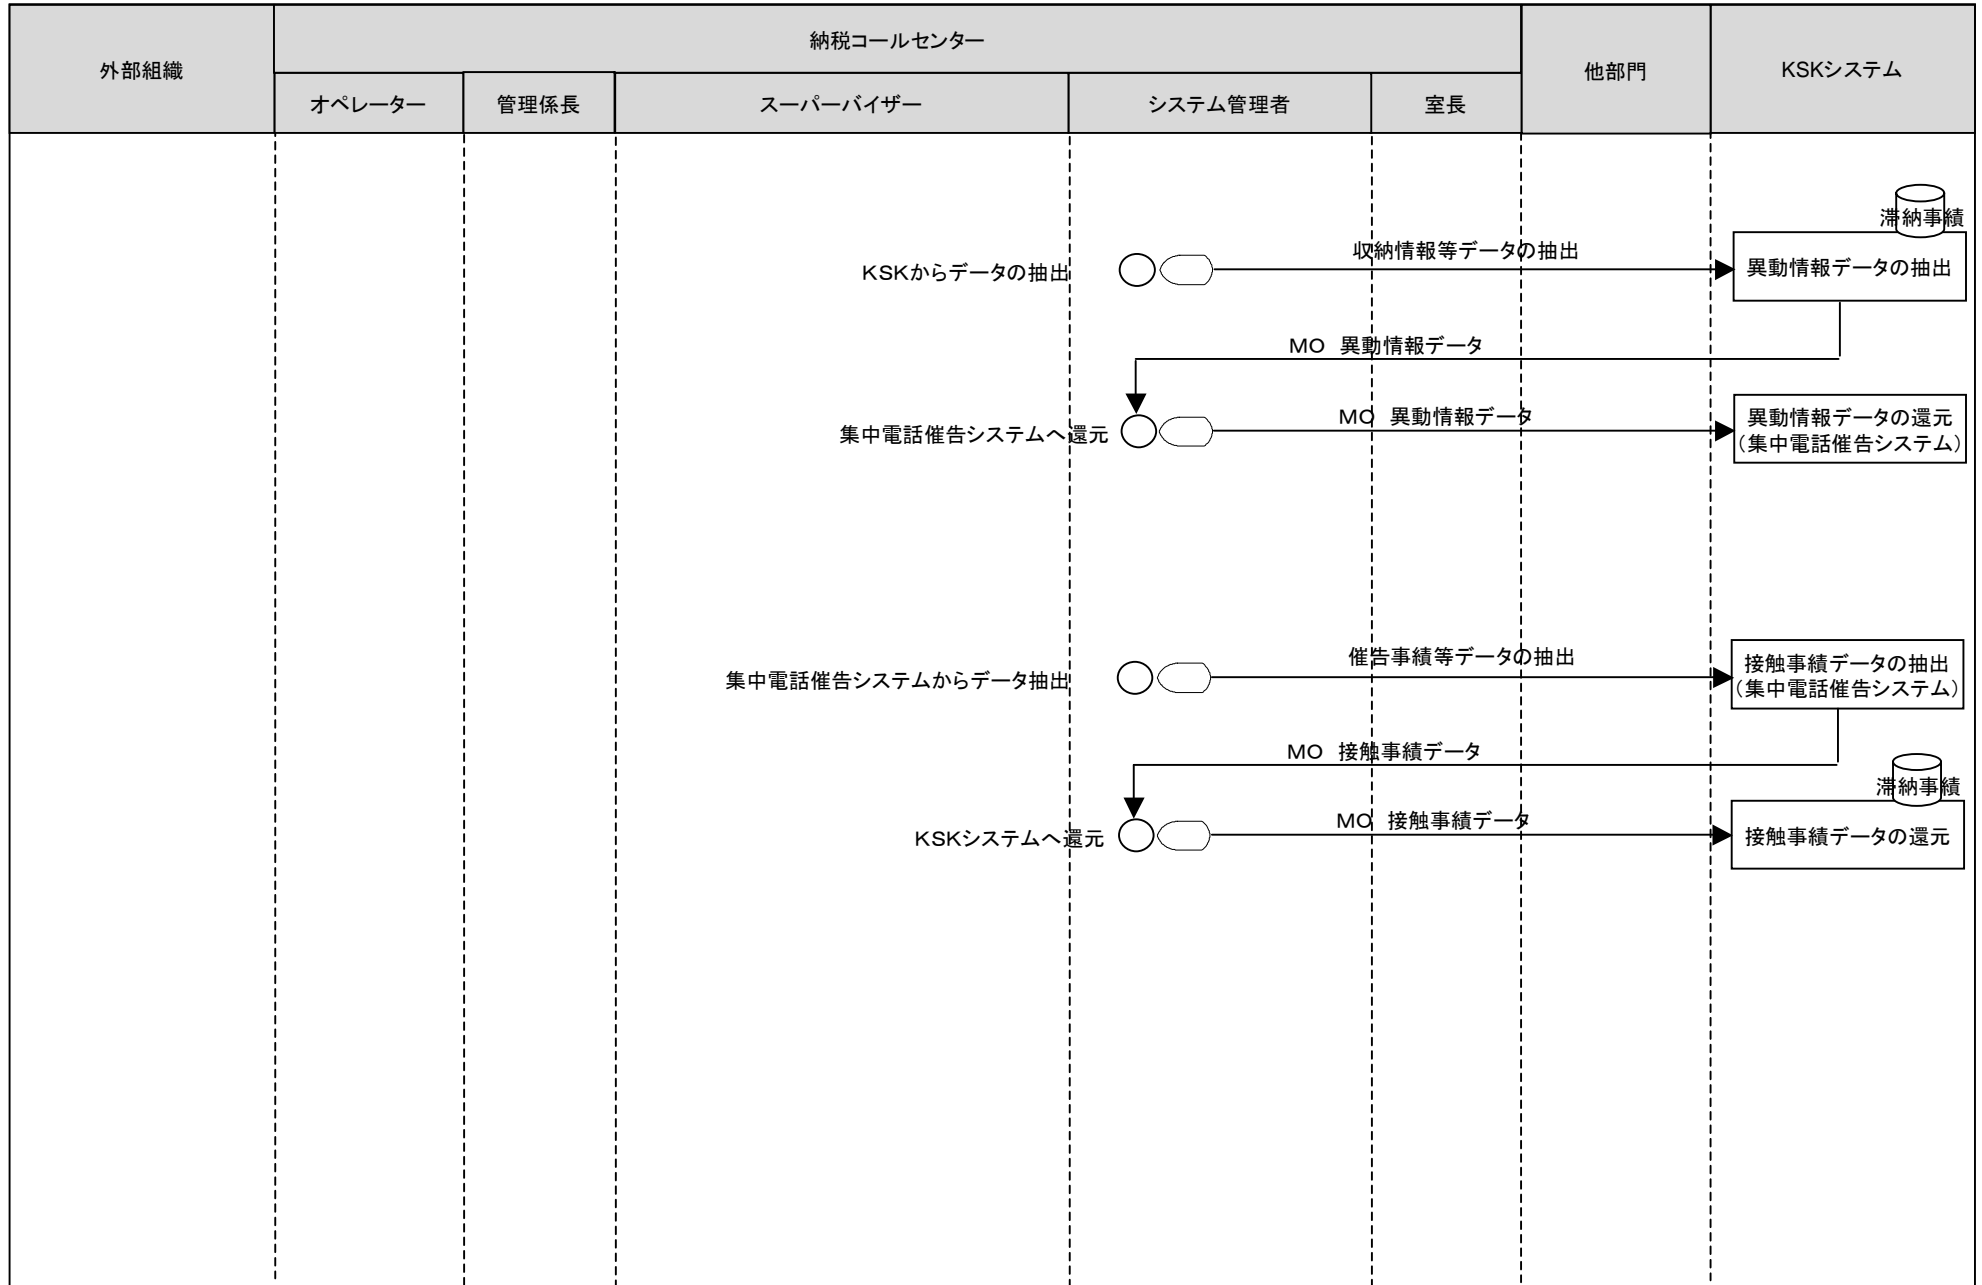 外部組織
納税コールセンター
他部門
KSKシステム
オペレーター
管理係長
スーパーバイザー
システム管理者
室長
滞納事績
KSKからデータの抽出
収納情報等データの抽出
異動情報データの抽出
MO 異動情報データ
集中電話催告システムへ還元
MO 異動情報データ
異動情報データの還元
(集中電話催告システム)
集中電話催告システムからデータ抽出
催告事績等データの抽出
接触事績データの抽出
(集中電話催告システム)
MO 接触事績データ
滞納事績
KSKシステムへ還元
MO 接触事績データ
接触事績データの還元